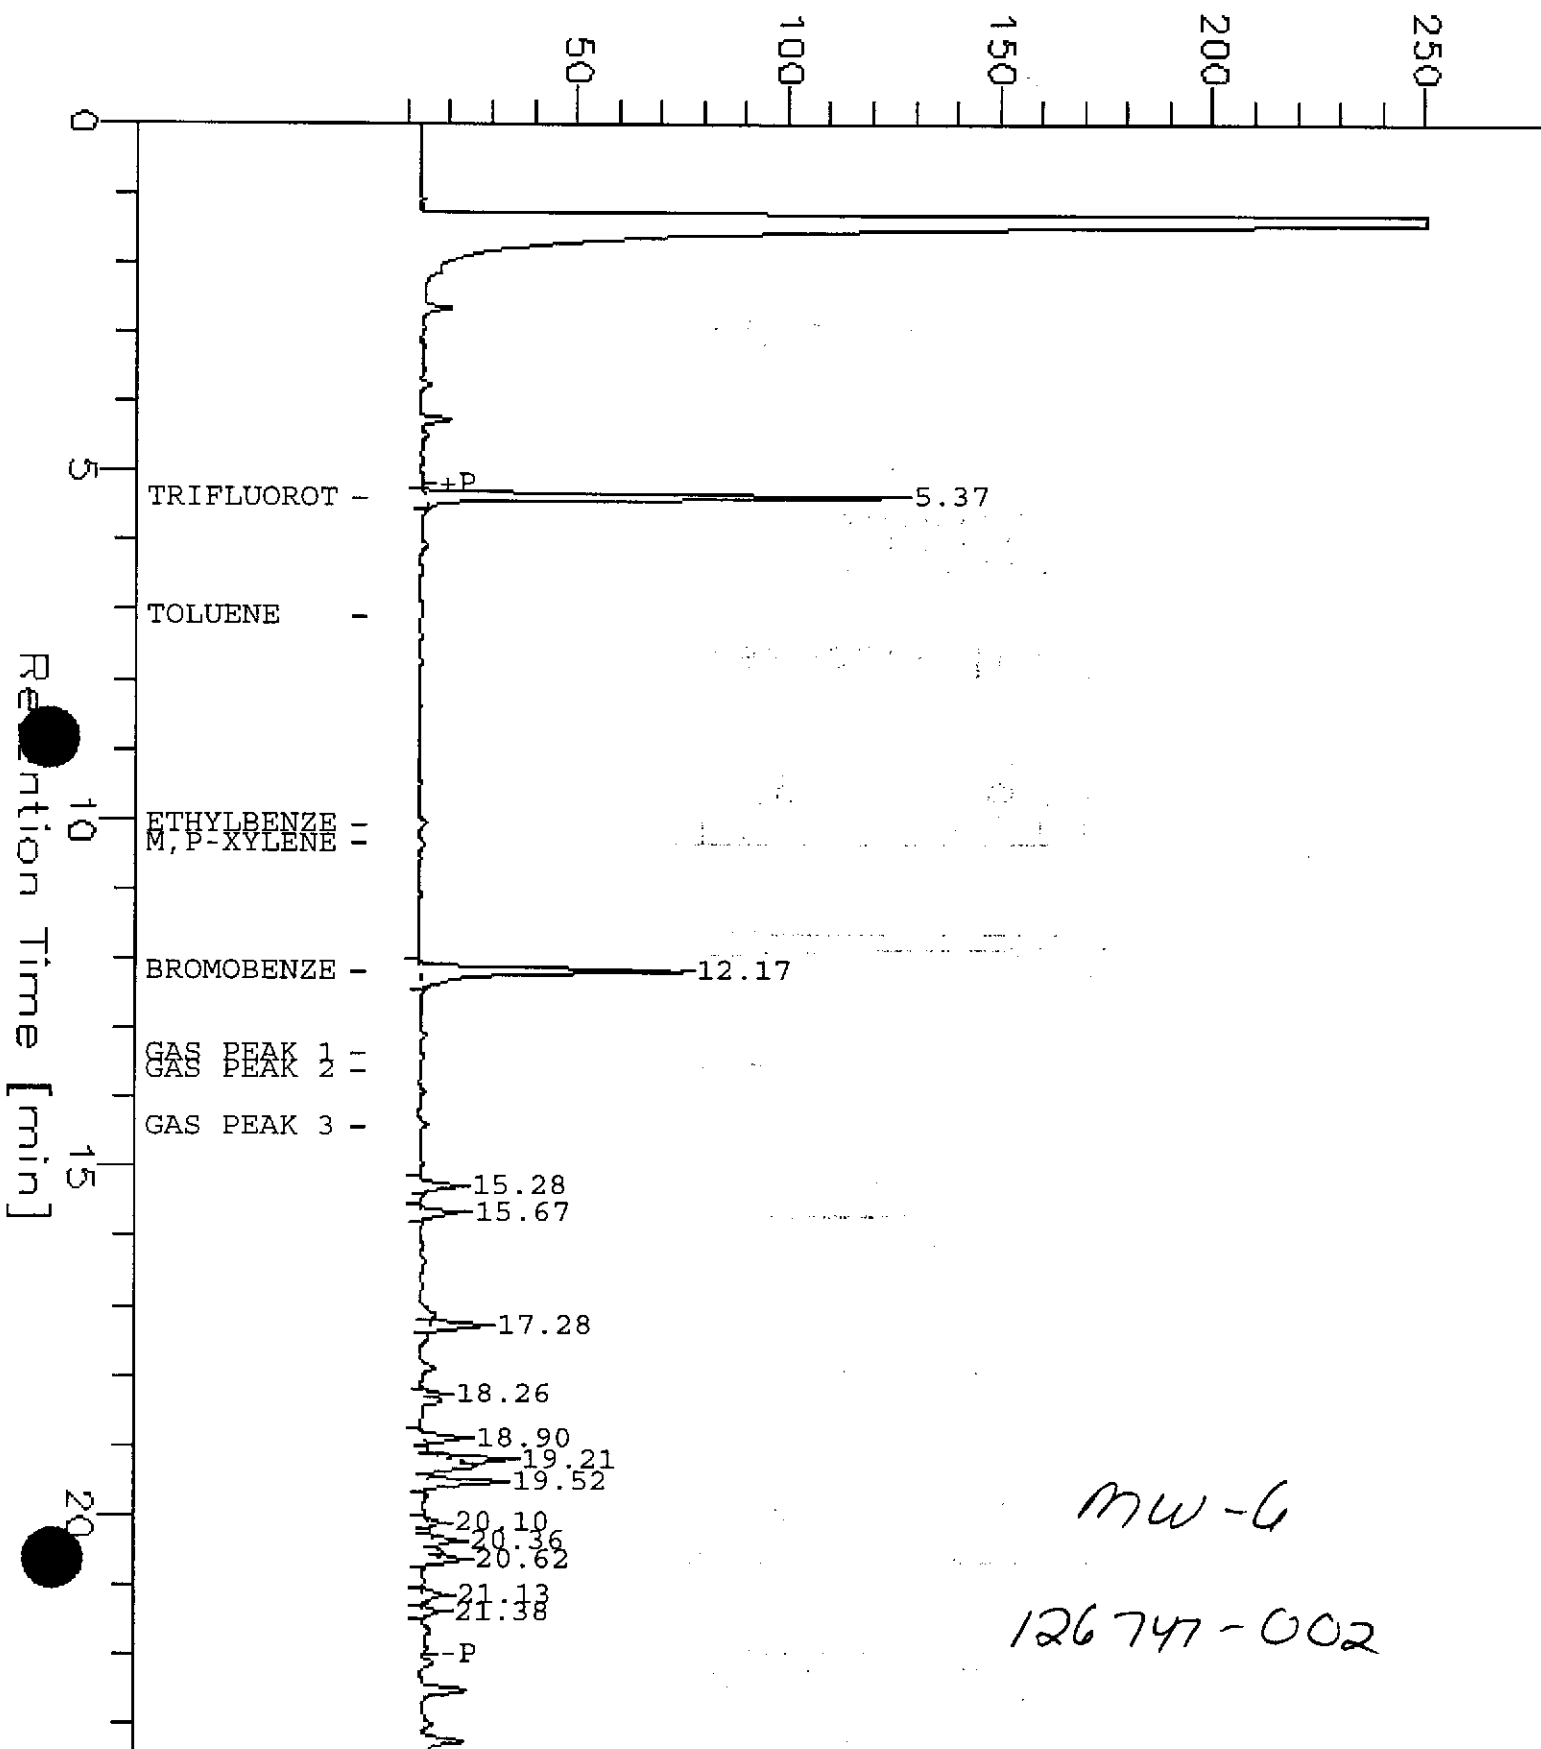 50
100
150
200
250
0
+P
5
TRIFLUOROT - 5.37
TOLUENE -
10
ETHYLBENZE -
M,P-XYLENE -
BROMOBENZE - 12.17
GAS PEAK 1 -
GAS PEAK 2 -
GAS PEAK 3 -
15
15.28
15.67
17.28
18.26
18.90
19.21
19.52
20
20.10
20.36
20.62
21.13
21.38
-P
Time [min]
MW-6
126747-002